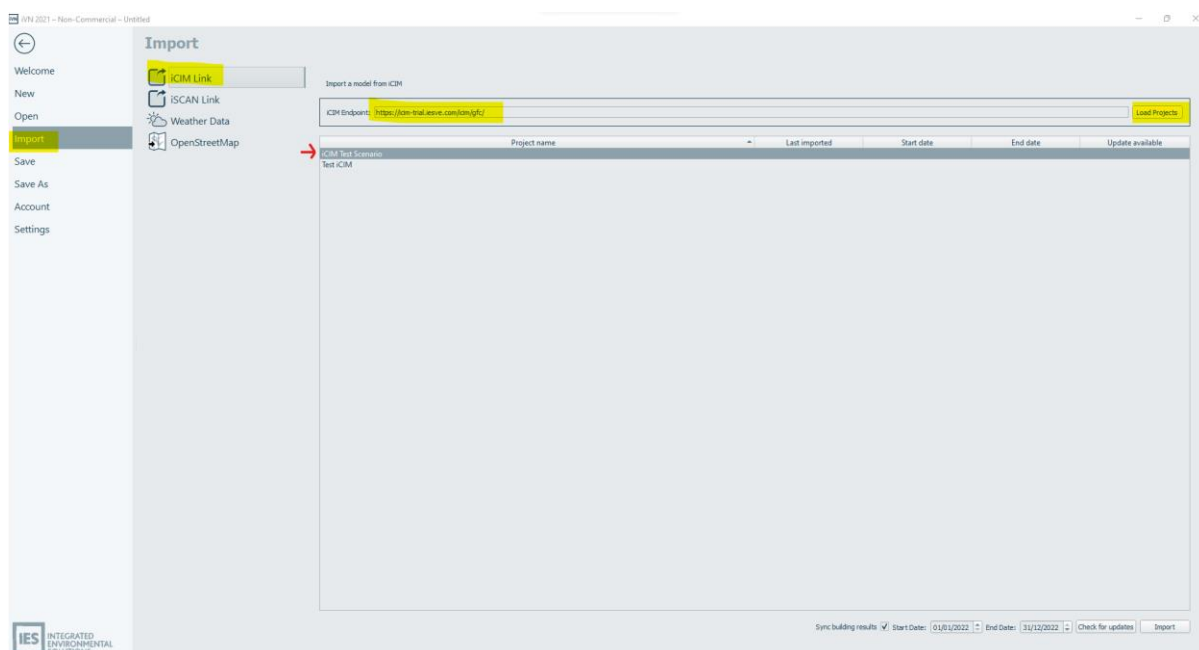 iVN 2021 – Non-Commercial – Untitled
Import
Welcome
New
Open
Import
Save
Save As
Account
Settings
iCIM Link
iSCAN Link
Weather Data
OpenStreetMap
Import a model from iCIM
iCIM Endpoint: https://icim-trial.iesve.com/icim/gfc/ Load Projects
Project name Last imported Start date End date Update available
iCIM Test Scenario
Test iCIM
Sync building results Start Date: 01/01/2022 End Date: 31/12/2022 Check for updates Import
IES INTEGRATED
ENVIRONMENTAL